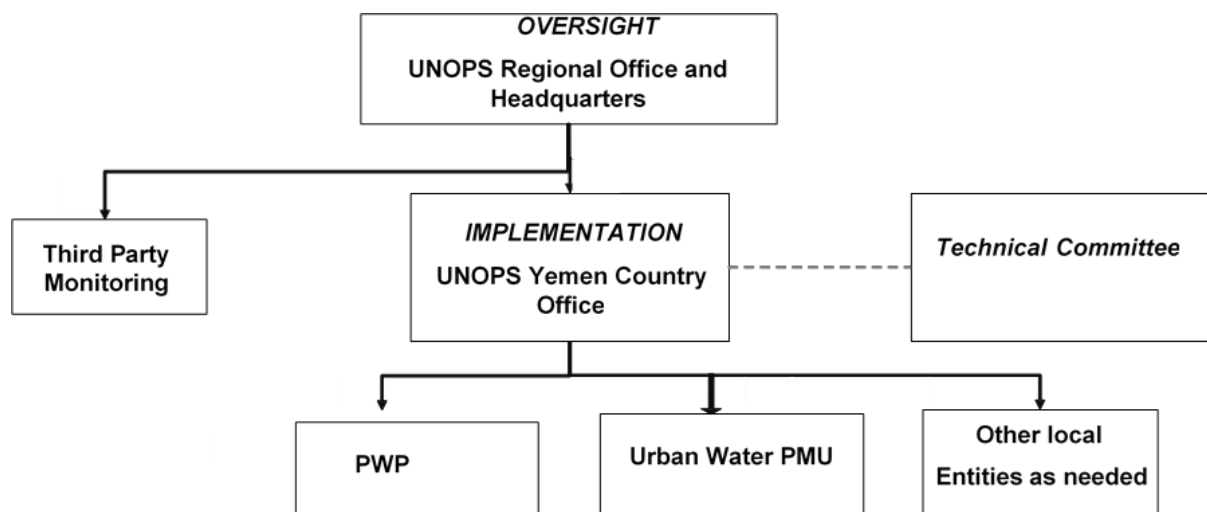 OVERSIGHT
UNOPS Regional Office and
Headquarters
Third Party
Monitoring
IMPLEMENTATION
UNOPS Yemen Country
Office
Technical Committee
PWP
Urban Water PMU
Other local
Entities as needed